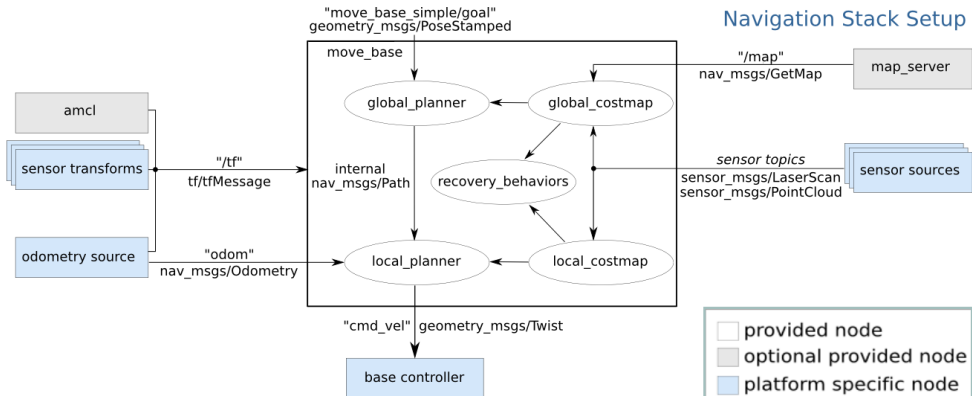 Navigation Stack Setup
"move_base_simple/goal"
geometry_msgs/PoseStamped
move_base
"/map"
nav_msgs/GetMap
map_server
global_planner
global_costmap
amcl
sensor transforms
"/tf"
tf/tfMessage
internal
nav_msgs/Path
recovery_behaviors
sensor topics
sensor_msgs/LaserScan
sensor_msgs/PointCloud
sensor sources
odometry source
"odom"
nav_msgs/Odometry
local_planner
local_costmap
"cmd_vel"
geometry_msgs/Twist
base controller
provided node
optional provided node
platform specific node